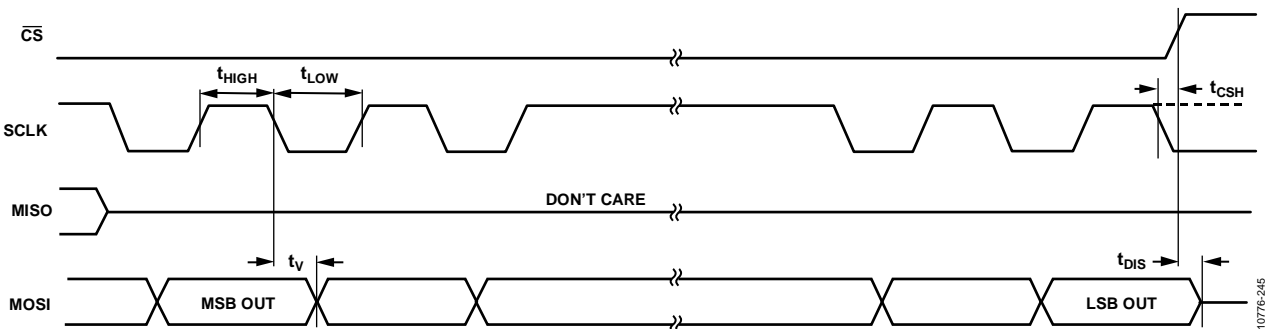 CS
tHIGH
tLOW
tCSH
SCLK
MISO
DON'T CARE
tV
tDIS
MOSI
MSB OUT
LSB OUT
10776-245